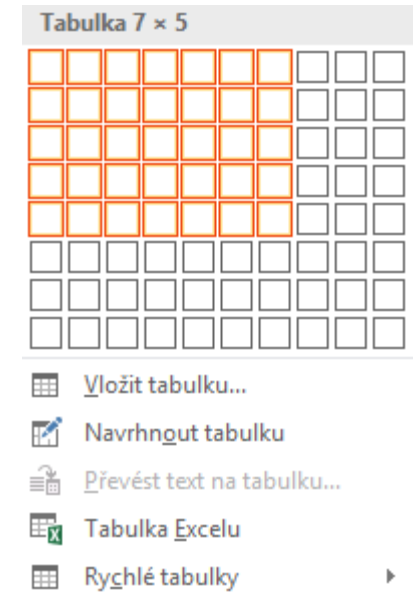 Tabulka 7 × 5
Vložit tabulku...
Navrhnout tabulku
Převést text na tabulku...
Tabulka Excelu
Rychlé tabulky